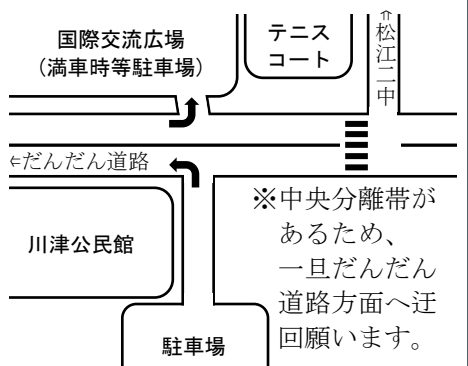 国際交流広場
（満車時等駐車場）
テニス
コート
⇐松江二中
⇐だんだん道路
川津公民館
駐車場
※中央分離帯が
あるため、
一旦だんだん
道路方面へ迂
回願います。